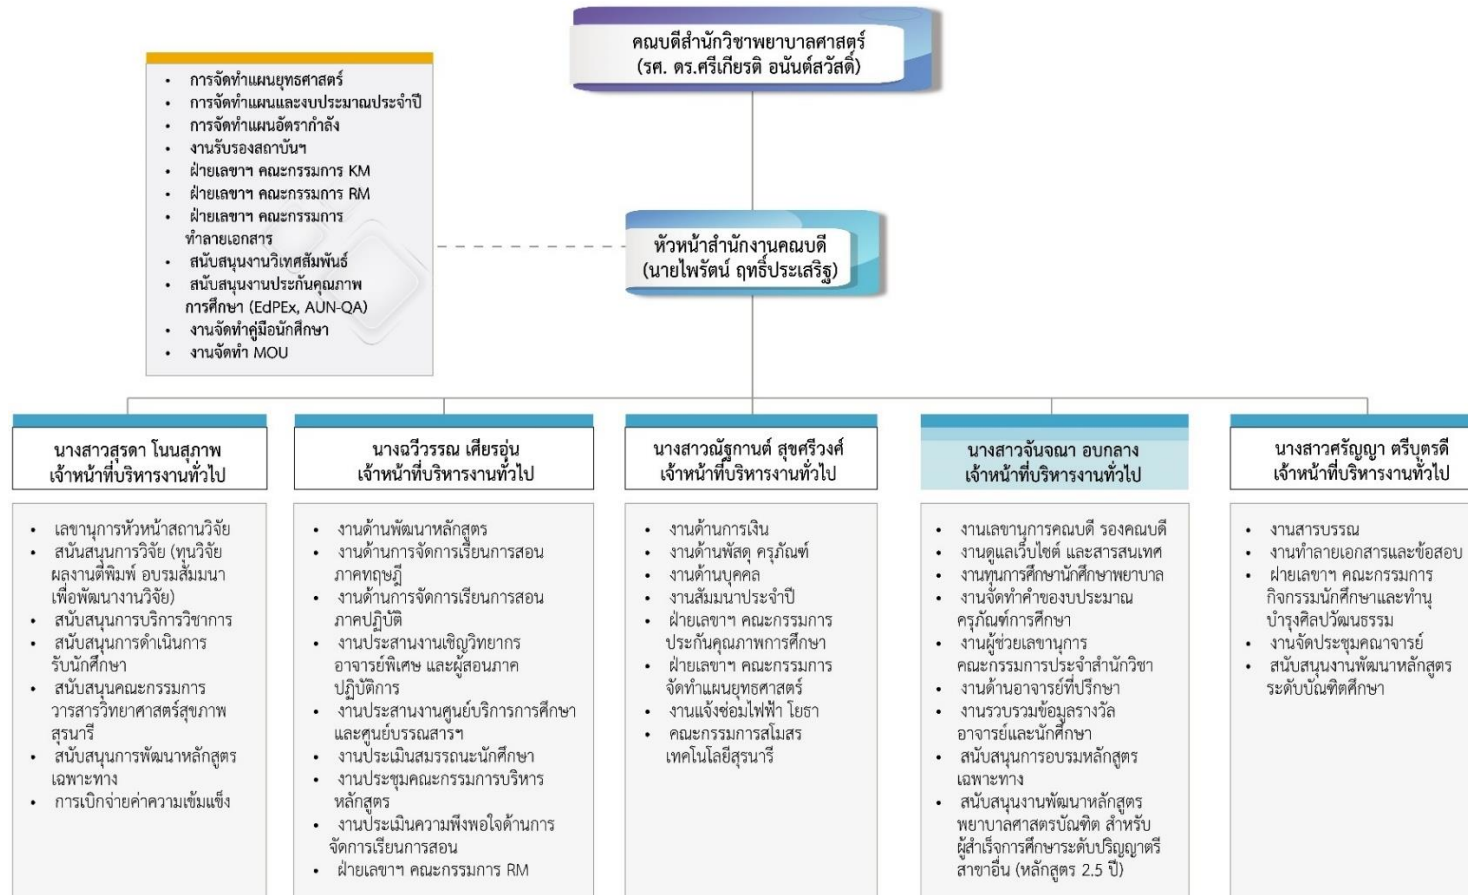 คณบดีสำนักวิชาพยาบาลศาสตร์
(รศ. ดร.ศรีเกียรติ อนันต์สวัสดิ์)
• การจัดทำแผนยุทธศาสตร์
• การจัดทำแผนและงบประมาณประจำปี
• การจัดทำแผนอัตรากำลัง
• งานรับรองสถาบันฯ
• ฝ่ายเลขาฯ คณะกรรมการ KM
• ฝ่ายเลขาฯ คณะกรรมการ RM
• ฝ่ายเลขาฯ คณะกรรมการ
ทำลายเอกสาร
• สนับสนุนงานวิเทศสัมพันธ์
• สนับสนุนงานประกันคุณภาพ
การศึกษา (EdPEx, AUN-QA)
• งานจัดทำคู่มือนักศึกษา
• งานจัดทำ MOU
หัวหน้าสำนักงานคณบดี
(นายไพรัตน์ ฤทธิ์ประเสริฐ)
นางสาวสุรดา โนนสุภาพ
เจ้าหน้าที่บริหารงานทั่วไป
• เลขานุการหัวหน้าสถานวิจัย
• สนันสนุนการวิจัย (ทุนวิจัย
ผลงานตีพิมพ์ อบรมสัมมนา
เพื่อพัฒนางานวิจัย)
• สนับสนุนการบริการวิชาการ
• สนับสนุนการดำเนินการ
รับนักศึกษา
• สนับสนุนคณะกรรมการ
วารสารวิทยาศาสตร์สุขภาพ
สุรนารี
• สนับสนุนการพัฒนาหลักสูตร
เฉพาะทาง
• การเบิกจ่ายค่าความเข้มแข็ง
นางฉวีวรรณ เศียรอุ่น
เจ้าหน้าที่บริหารงานทั่วไป
• งานด้านพัฒนาหลักสูตร
• งานด้านการจัดการเรียนการสอน
ภาคทฤษฎี
• งานด้านการจัดการเรียนการสอน
ภาคปฏิบัติ
• งานประสานงานเชิญวิทยากร
อาจารย์พิเศษ และผู้สอนภาค
ปฏิบัติการ
• งานประสานงานศูนย์บริการการศึกษา
และศูนย์บรรณสารฯ
• งานประเมินสมรรถนะนักศึกษา
• งานประชุมคณะกรรมการบริหาร
หลักสูตร
• งานประเมินความพึงพอใจด้านการ
จัดการเรียนการสอน
• ฝ่ายเลขาฯ คณะกรรมการ RM
นางสาวณัฐกานต์ สุขศรีวงศ์
เจ้าหน้าที่บริหารงานทั่วไป
• งานด้านการเงิน
• งานด้านพัสดุ ครุภัณฑ์
• งานด้านบุคคล
• งานสัมมนาประจำปี
• ฝ่ายเลขาฯ คณะกรรมการ
ประกันคุณภาพการศึกษา
• ฝ่ายเลขาฯ คณะกรรมการ
จัดทำแผนยุทธศาสตร์
• งานแจ้งซ่อมไฟฟ้า โยธา
• คณะกรรมการสโมสร
เทคโนโลยีสุรนารี
นางสาวจันจณา อบกลาง
เจ้าหน้าที่บริหารงานทั่วไป
• งานเลขานุการคณบดี รองคณบดี
• งานดูแลเว็บไซต์ และสารสนเทศ
• งานทุนการศึกษานักศึกษาพยาบาล
• งานจัดทำคำของบประมาณ
ครุภัณฑ์การศึกษา
• งานผู้ช่วยเลขานุการ
คณะกรรมการประจำสำนักวิชา
• งานด้านอาจารย์ที่ปรึกษา
• งานรวบรวมข้อมูลรางวัล
อาจารย์และนักศึกษา
• สนับสนุนการอบรมหลักสูตร
เฉพาะทาง
• สนับสนุนงานพัฒนาหลักสูตร
พยาบาลศาสตรบัณฑิต สำหรับ
ผู้สำเร็จการศึกษาระดับปริญญาตรี
สาขาอื่น (หลักสูตร 2.5 ปี)
นางสาวศรัญญา ตรีบุตรดี
เจ้าหน้าที่บริหารงานทั่วไป
• งานสารบรรณ
• งานทำลายเอกสารและข้อสอบ
• ฝ่ายเลขาฯ คณะกรรมการ
กิจกรรมนักศึกษาและทำนุ
บำรุงศิลปวัฒนธรรม
• งานจัดประชุมคณาจารย์
• สนับสนุนงานพัฒนาหลักสูตร
ระดับบัณฑิตศึกษา